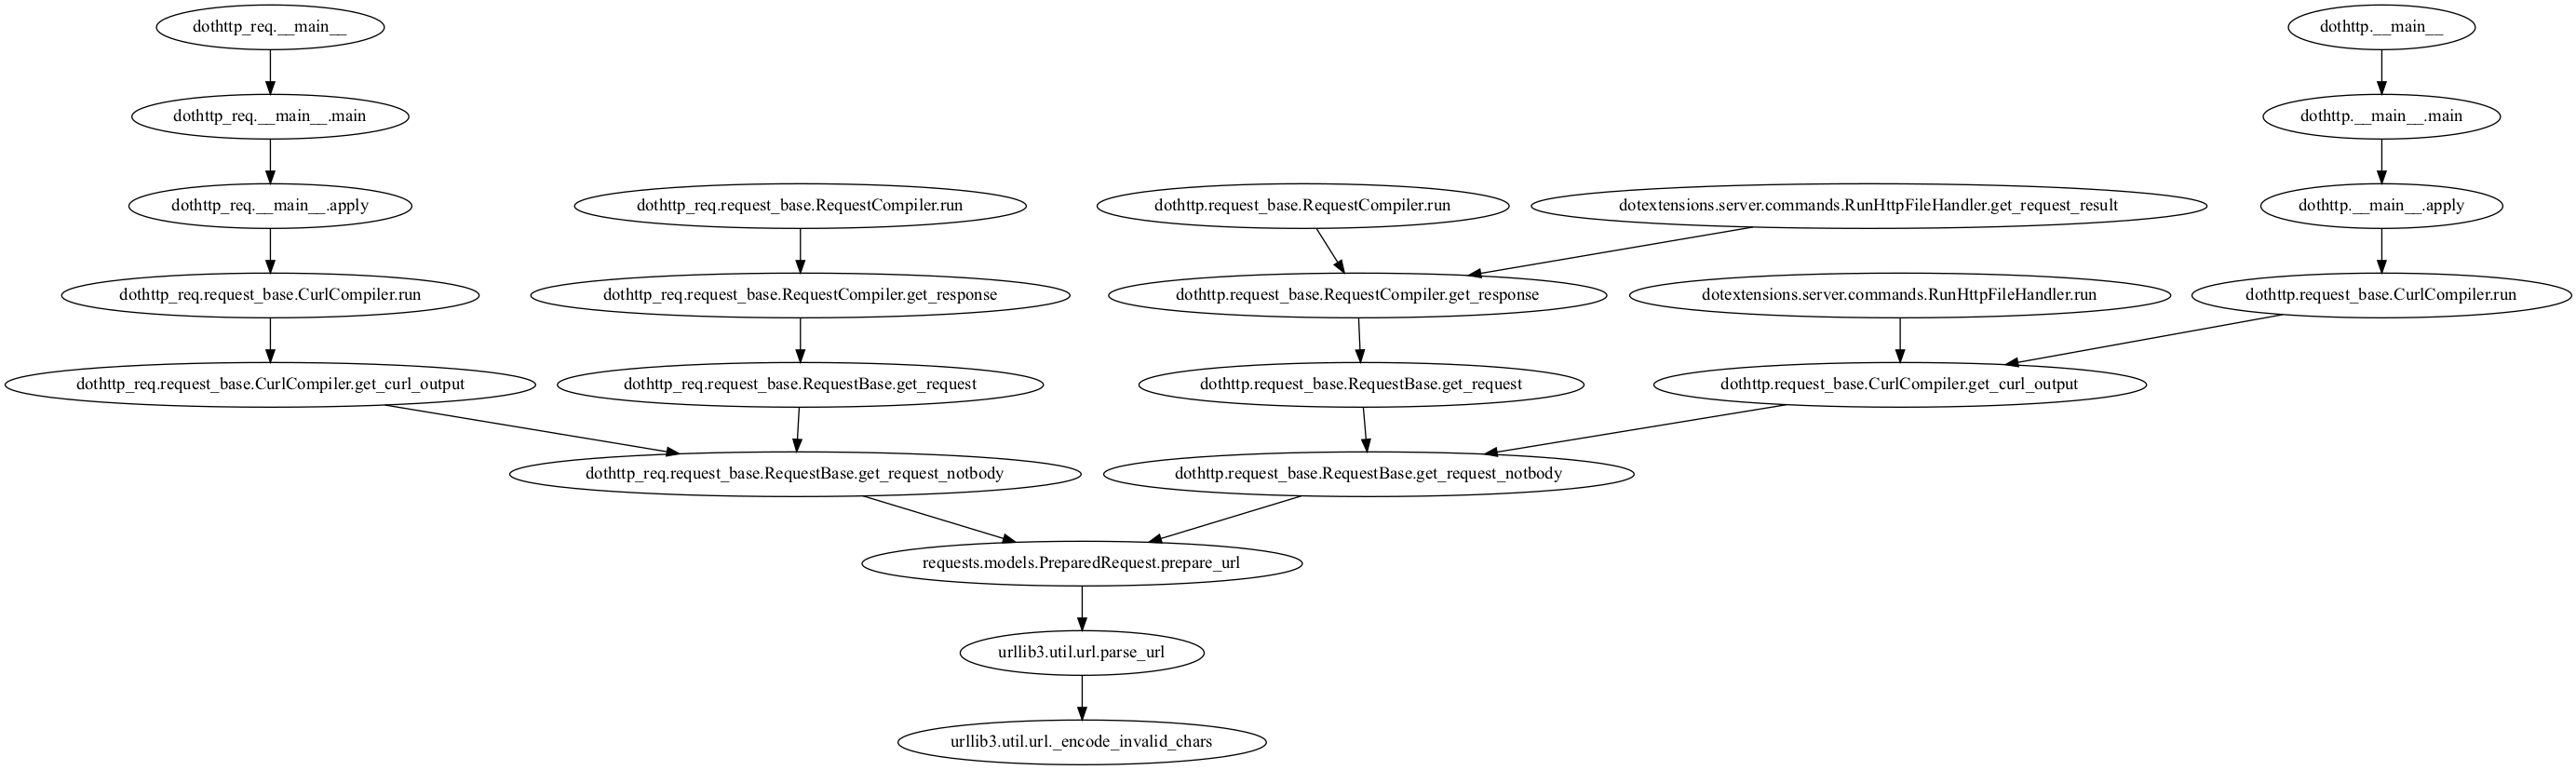 dothttp_req.__main__
dothttp.__main__
dothttp_req.__main__.main
dothttp.__main__.main
dothttp_req.__main__.apply
dothttp_req.request_base.RequestCompiler.run
dothttp.request_base.RequestCompiler.run
dotextensions.server.commands.RunHttpFileHandler.get_request_result
dothttp.__main__.apply
dothttp_req.request_base.CurlCompiler.run
dothttp_req.request_base.RequestCompiler.get_response
dothttp.request_base.RequestCompiler.get_response
dotextensions.server.commands.RunHttpFileHandler.run
dothttp.request_base.CurlCompiler.run
dothttp_req.request_base.CurlCompiler.get_curl_output
dothttp_req.request_base.RequestBase.get_request
dothttp.request_base.RequestBase.get_request
dothttp.request_base.CurlCompiler.get_curl_output
dothttp_req.request_base.RequestBase.get_request_notbody
dothttp.request_base.RequestBase.get_request_notbody
requests.models.PreparedRequest.prepare_url
urllib3.util.url.parse_url
urllib3.util.url._encode_invalid_chars